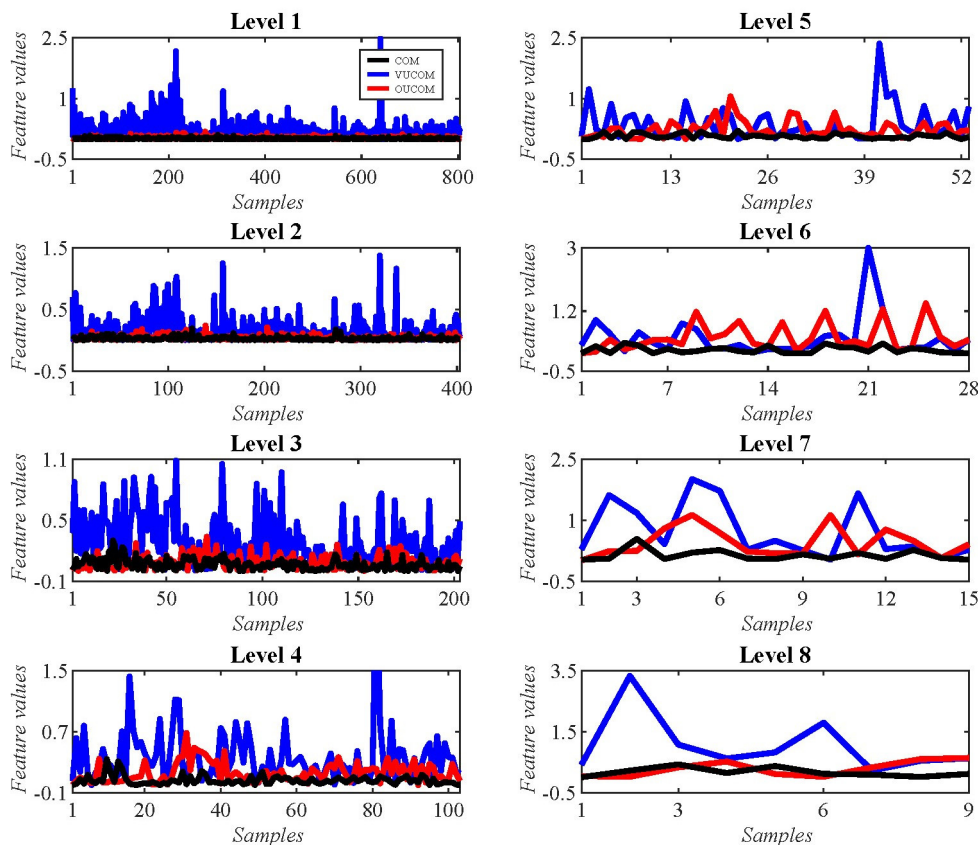 Level 1
Feature values
2.5
1
-0.5
COM
VUCOM
OUCOM
1 200 400 600 800
Samples
Level 5
Feature values
2.5
1
-0.5
1 13 26 39 52
Samples
Level 2
Feature values
1.5
0.5
-0.5
1 100 200 300 400
Samples
Level 6
Feature values
3
1.2
-0.5
1 7 14 21 28
Samples
Level 3
Feature values
1.1
0.5
-0.1
1 50 100 150 200
Samples
Level 7
Feature values
2.5
1
-0.5
1 3 6 9 12 15
Samples
Level 4
Feature values
1.5
0.7
-0.1
1 20 40 60 80 100
Samples
Level 8
Feature values
3.5
1.5
-0.5
1 3 6 9
Samples